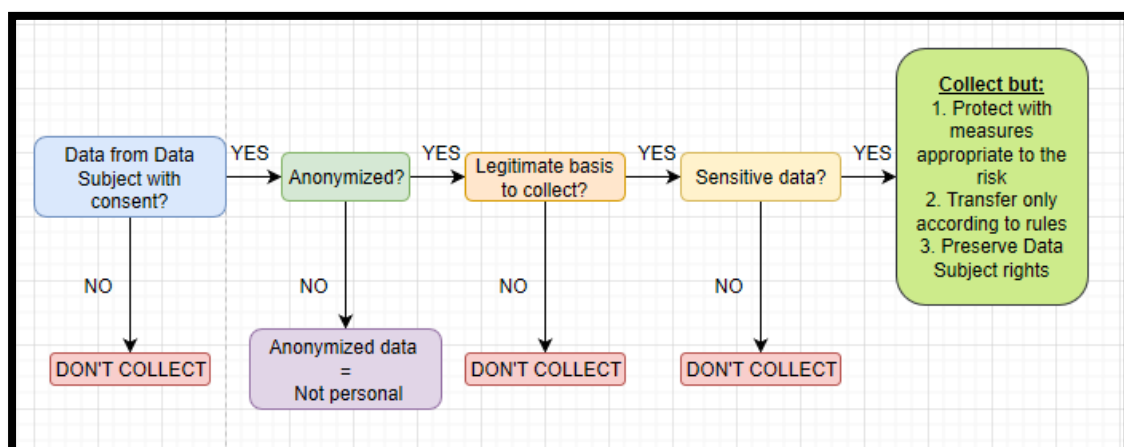 Data from Data
Subject with
consent?
YES
Anonymized?
YES
Legitimate basis
to collect?
YES
Sensitive data?
YES
Collect but:
1. Protect with
measures
appropriate to the
risk
2. Transfer only
according to rules
3. Preserve Data
Subject rights
NO
NO
NO
NO
DON'T COLLECT
Anonymized data
=
Not personal
DON'T COLLECT
DON'T COLLECT